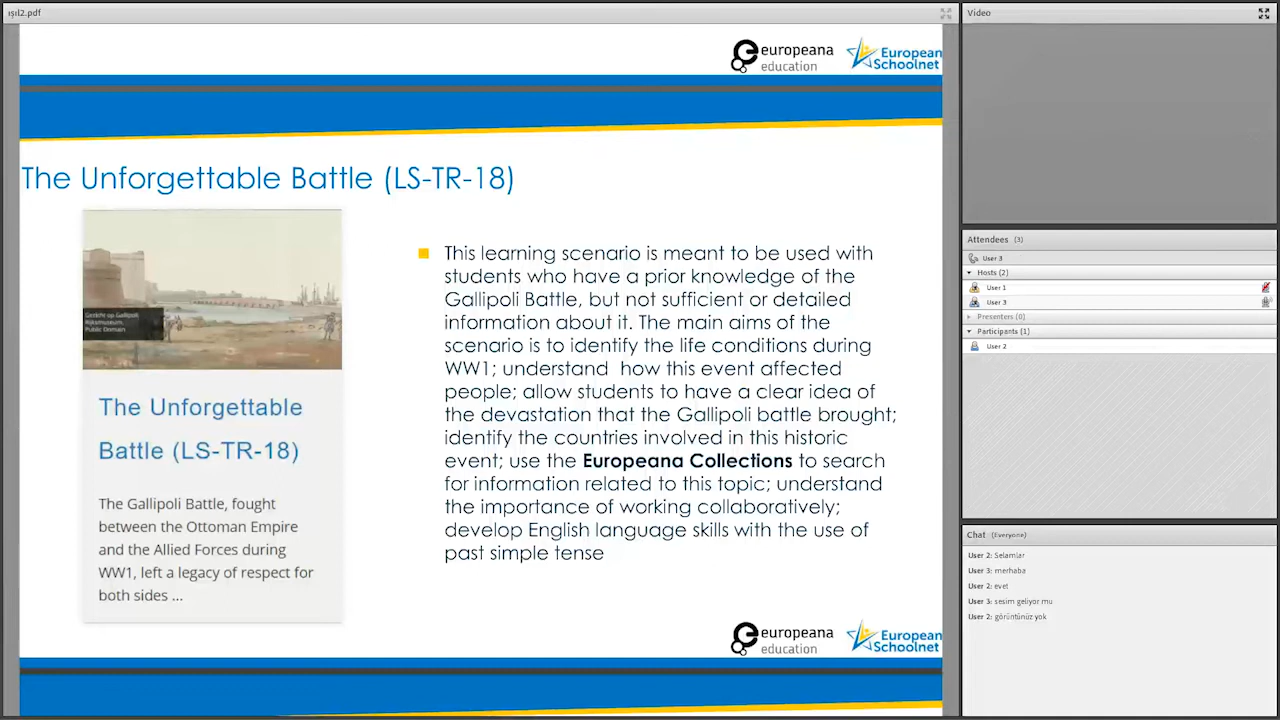 ışıl2.pdf
europeana
education
European
Schoolnet
The Unforgettable Battle (LS-TR-18)
Gezicht op Gallipoli
Rijksmuseum,
Public Domain
The Unforgettable
Battle (LS-TR-18)
The Gallipoli Battle, fought
between the Ottoman Empire
and the Allied Forces during
WW1, left a legacy of respect for
both sides ...
This learning scenario is meant to be used with
students who have a prior knowledge of the
Gallipoli Battle, but not sufficient or detailed
information about it. The main aims of the
scenario is to identify the life conditions during
WW1; understand how this event affected
people; allow students to have a clear idea of
the devastation that the Gallipoli battle brought;
identify the countries involved in this historic
event; use the Europeana Collections to search
for information related to this topic; understand
the importance of working collaboratively;
develop English language skills with the use of
past simple tense
europeana
education
European
Schoolnet
Video
Attendees (3)
User 3
Hosts (2)
User 1
User 3
Presenters (0)
Participants (1)
User 2
Chat (Everyone)
User 2: Selamlar
User 3: merhaba
User 2: evet
User 3: sesim geliyor mu
User 2: görüntünüz yok